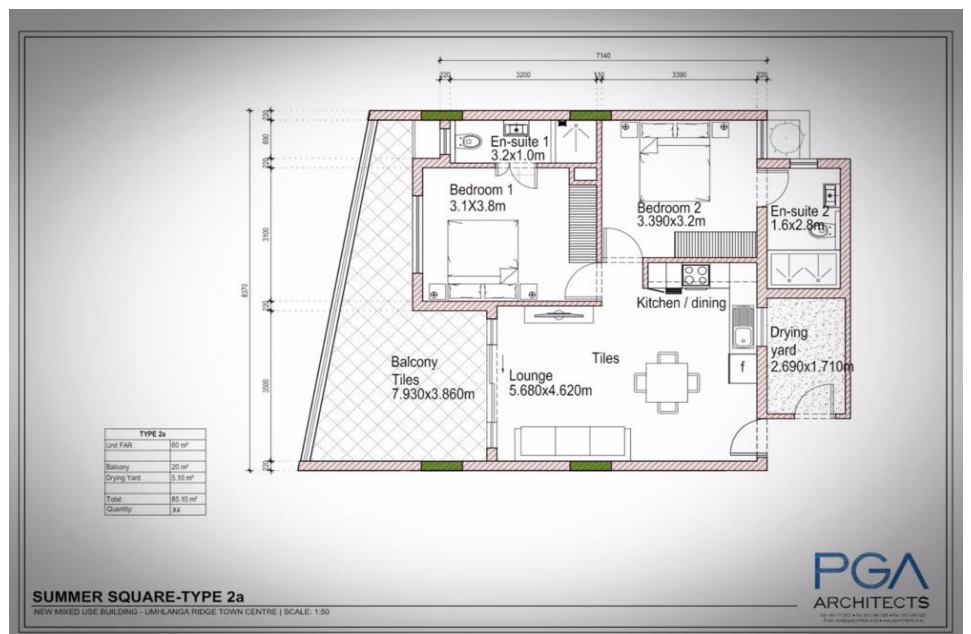 7140
220 3200 110 3390 220
220
890
220
3100
8370
220
3500
220
En-suite 1
3.2x1.0m
Bedroom 1
3.1X3.8m
Bedroom 2
3.390x3.2m
En-suite 2
1.6x2.8m
Kitchen / dining
Drying
yard
2.690x1.710m
Tiles
f
Balcony
Tiles
7.930x3.860m
Lounge
5.680x4.620m
TYPE 2a
Unit FAR 60 m²
Balcony 20 m²
Drying Yard 5.10 m²
Total: 85.10 m²
Quantity: X4
PGA
ARCHITECTS
SUMMER SQUARE-TYPE 2a
NEW MIXED USE BUILDING - UMHLANGA RIDGE TOWN CENTRE | SCALE: 1:50